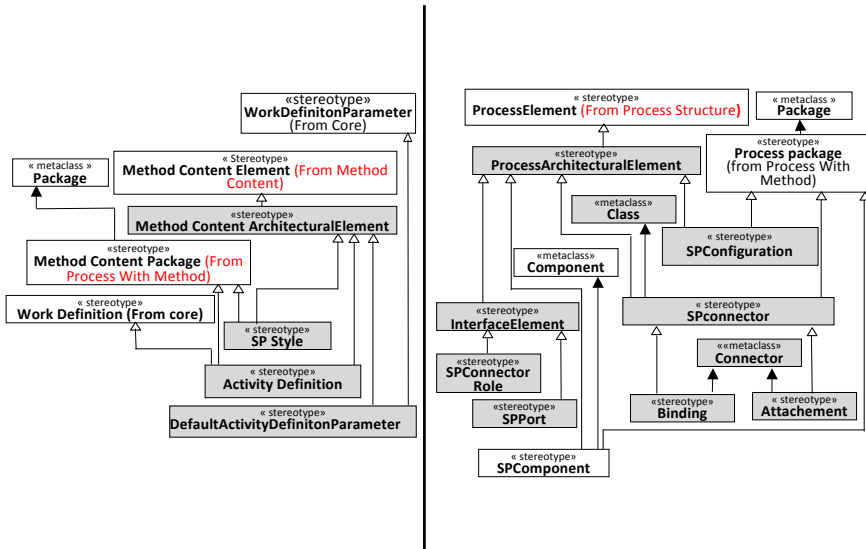 «stereotype»
WorkDefinitonParameter
(From Core)
« metaclass »
Package
« Stereotype»
Method Content Element (From Method
Content)
«stereotype»
Method Content ArchitecturalElement
«stereotype»
Method Content Package (From
Process With Method)
« stereotype»
Work Definition (From core)
« stereotype»
SP Style
« stereotype»
Activity Definition
« stereotype»
DefaultActivityDefinitonParameter
« stereotype»
ProcessElement (From Process Structure)
« metaclass »
Package
«stereotype»
ProcessArchitecturalElement
«stereotype»
Process package
(from Process With
Method)
«metaclass»
Class
« stereotype»
SPConfiguration
«metaclass»
Component
«stereotype»
InterfaceElement
« stereotype»
SPconnector
««metaclass»
Connector
«stereotype»
SPConnector
Role
«stereotype»
SPPort
«stereotype»
Binding
«stereotype»
Attachement
« stereotype»
SPComponent